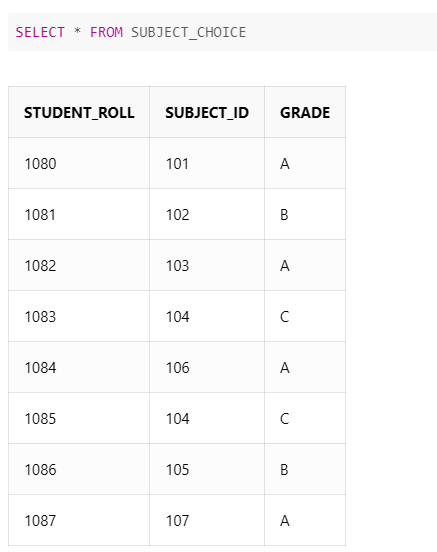 SELECT * FROM SUBJECT_CHOICE
STUDENT_ROLL SUBJECT_ID GRADE
1080 101 A
1081 102 B
1082 103 A
1083 104 C
1084 106 A
1085 104 C
1086 105 B
1087 107 A